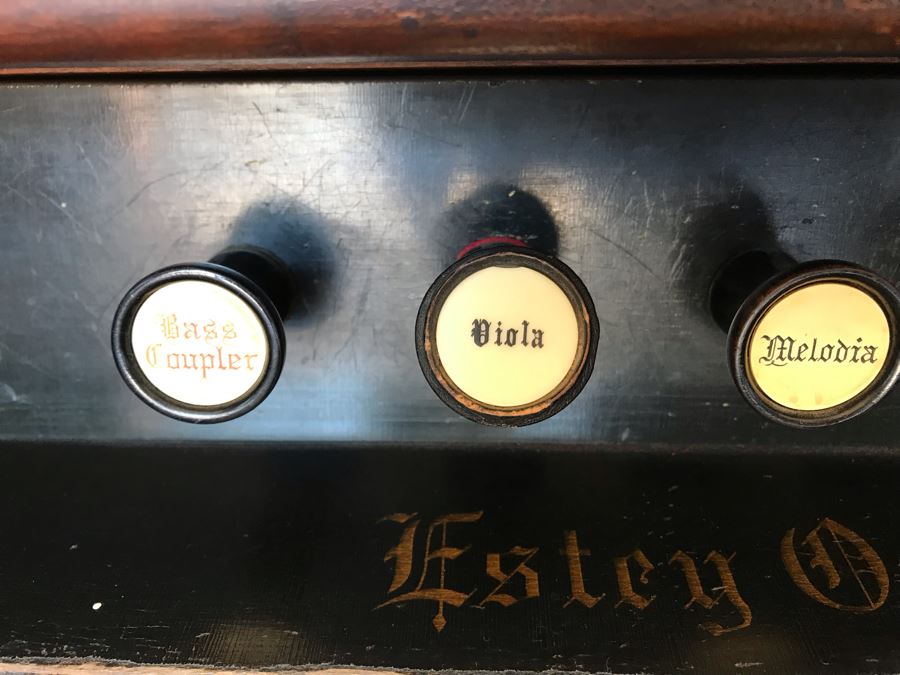 Bass
Coupler
Viola
Melodia
Estey O